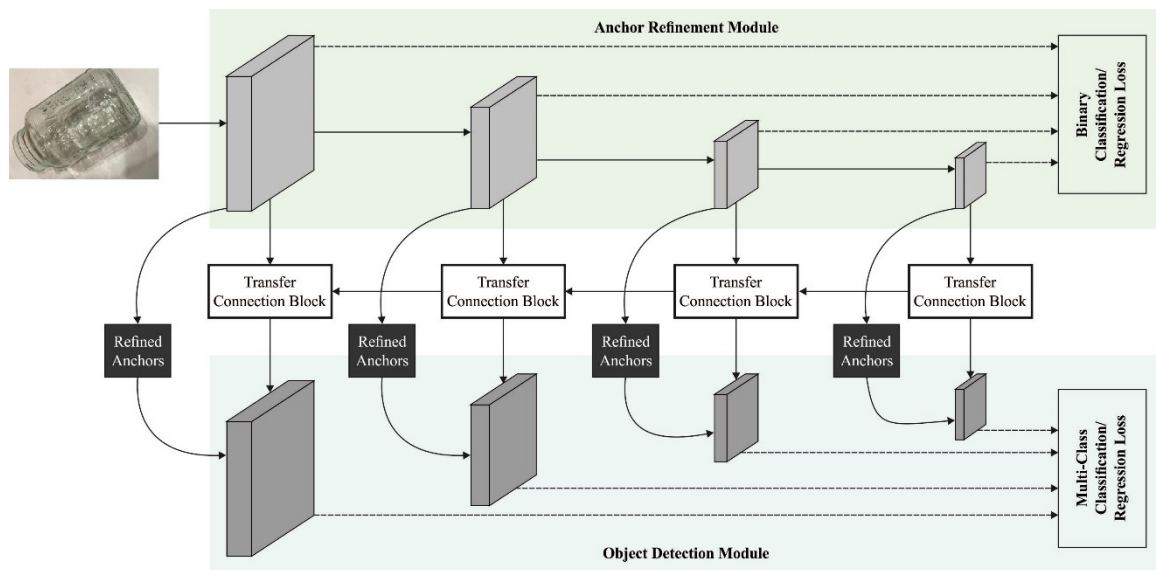 Anchor Refinement Module
Binary
Classification/
Regression Loss
Transfer
Connection Block
Transfer
Connection Block
Transfer
Connection Block
Transfer
Connection Block
Refined
Anchors
Refined
Anchors
Refined
Anchors
Refined
Anchors
Multi-Class
Classification/
Regression Loss
Object Detection Module